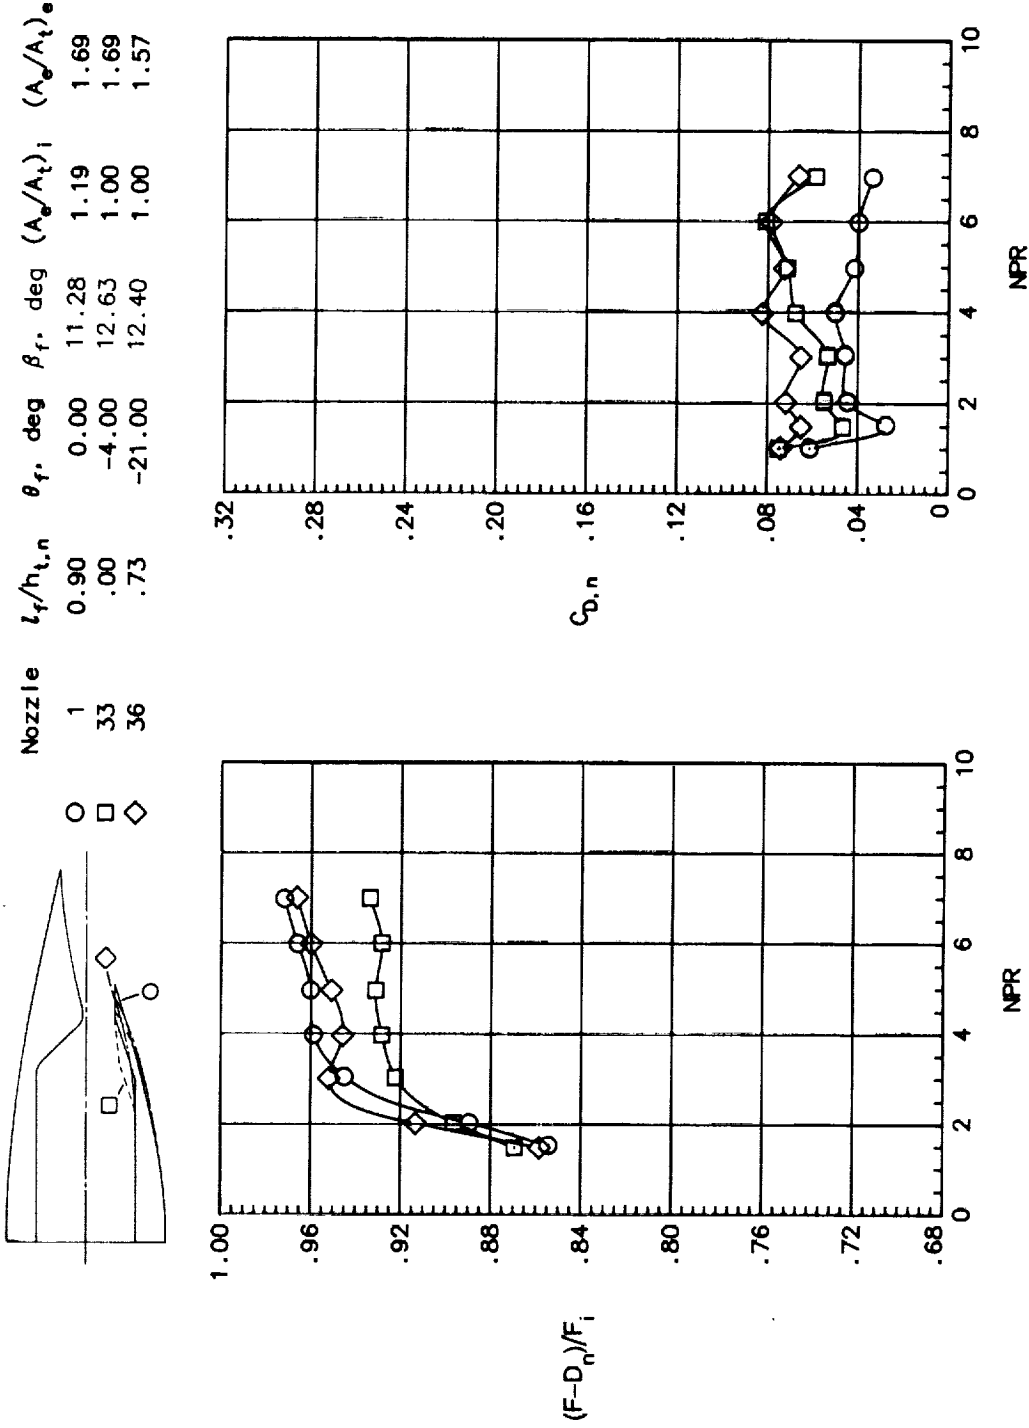 Nozzle l_f/h_t,n θ_f, deg β_f, deg (A_e/A_t)_i (A_e/A_t)_e
1 0.90 0.00 11.28 1.19 1.69
33 .00 -4.00 12.63 1.00 1.69
36 .73 -21.00 12.40 1.00 1.57
(F-D_n)/F_i
1.00
.96
.92
.88
.84
.80
.76
.72
.68
0 2 4 6 8 10
NPR
C_D,n
.32
.28
.24
.20
.16
.12
.08
.04
0
0 2 4 6 8 10
NPR